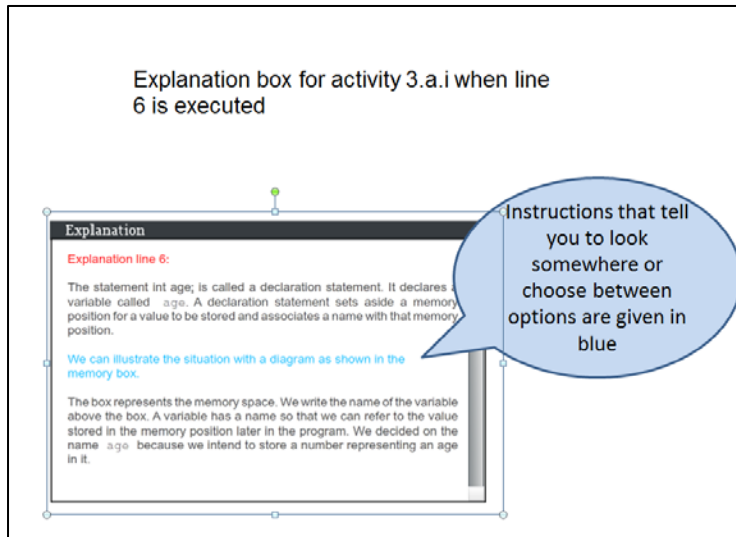 Explanation box for activity 3.a.i when line
6 is executed
Explanation
Explanation line 6:
The statement int age; is called a declaration statement. It declares
variable called age. A declaration statement sets aside a memory
position for a value to be stored and associates a name with that memory
position.
We can illustrate the situation with a diagram as shown in the
memory box.
The box represents the memory space. We write the name of the variable
above the box. A variable has a name so that we can refer to the value
stored in the memory position later in the program. We decided on the
name age because we intend to store a number representing an age
in it.
Instructions that tell
you to look
somewhere or
choose between
options are given in
blue